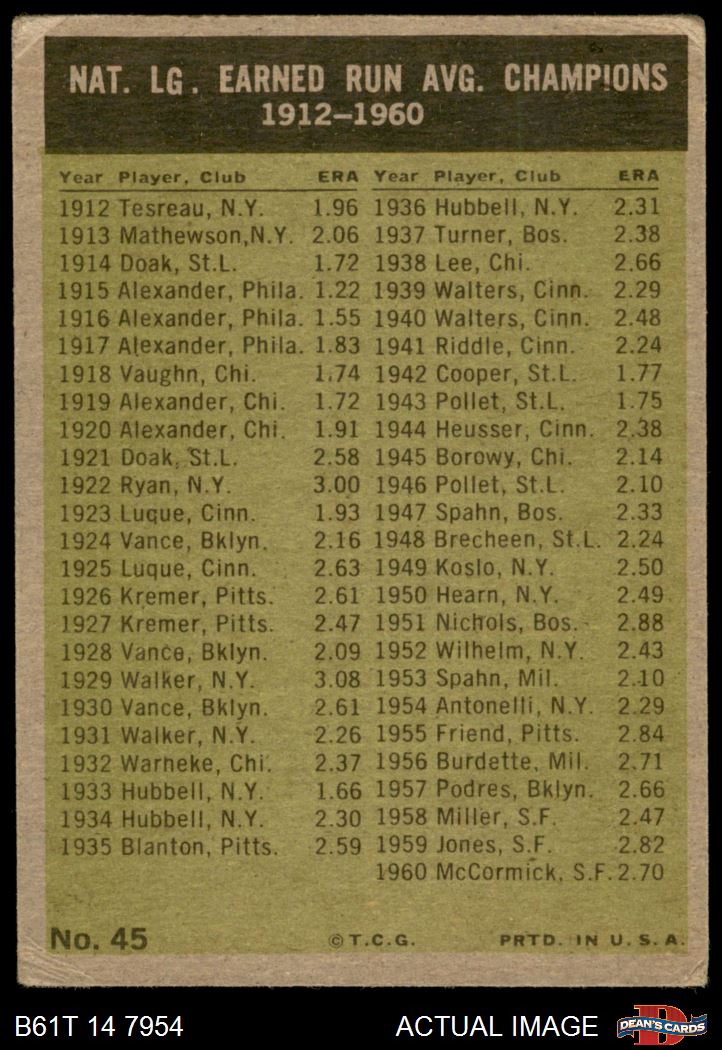 NAT. LG. EARNED RUN AVG. CHAMPIONS
1912–1960
Year Player, Club ERA
1912 Tesreau, N.Y. 1.96
1913 Mathewson,N.Y. 2.06
1914 Doak, St.L. 1.72
1915 Alexander, Phila. 1.22
1916 Alexander, Phila. 1.55
1917 Alexander, Phila. 1.83
1918 Vaughn, Chi. 1.74
1919 Alexander, Chi. 1.72
1920 Alexander, Chi. 1.91
1921 Doak, St.L. 2.58
1922 Ryan, N.Y. 3.00
1923 Luque, Cinn. 1.93
1924 Vance, Bklyn. 2.16
1925 Luque, Cinn. 2.63
1926 Kremer, Pitts. 2.61
1927 Kremer, Pitts. 2.47
1928 Vance, Bklyn. 2.09
1929 Walker, N.Y. 3.08
1930 Vance, Bklyn. 2.61
1931 Walker, N.Y. 2.26
1932 Warneke, Chi. 2.37
1933 Hubbell, N.Y. 1.66
1934 Hubbell, N.Y. 2.30
1935 Blanton, Pitts. 2.59
Year Player, Club ERA
1936 Hubbell, N.Y. 2.31
1937 Turner, Bos. 2.38
1938 Lee, Chi. 2.66
1939 Walters, Cinn. 2.29
1940 Walters, Cinn. 2.48
1941 Riddle, Cinn. 2.24
1942 Cooper, St.L. 1.77
1943 Pollet, St.L. 1.75
1944 Heusser, Cinn. 2.38
1945 Borowy, Chi. 2.14
1946 Pollet, St.L. 2.10
1947 Spahn, Bos. 2.33
1948 Brecheen, St.L. 2.24
1949 Koslo, N.Y. 2.50
1950 Hearn, N.Y. 2.49
1951 Nichols, Bos. 2.88
1952 Wilhelm, N.Y. 2.43
1953 Spahn, Mil. 2.10
1954 Antonelli, N.Y. 2.29
1955 Friend, Pitts. 2.84
1956 Burdette, Mil. 2.71
1957 Podres, Bklyn. 2.66
1958 Miller, S.F. 2.47
1959 Jones, S.F. 2.82
1960 McCormick, S.F. 2.70
No. 45 © T.C.G. PRTD. IN U.S.A.
B61T 14 7954 ACTUAL IMAGE D DEAN'S CARDS